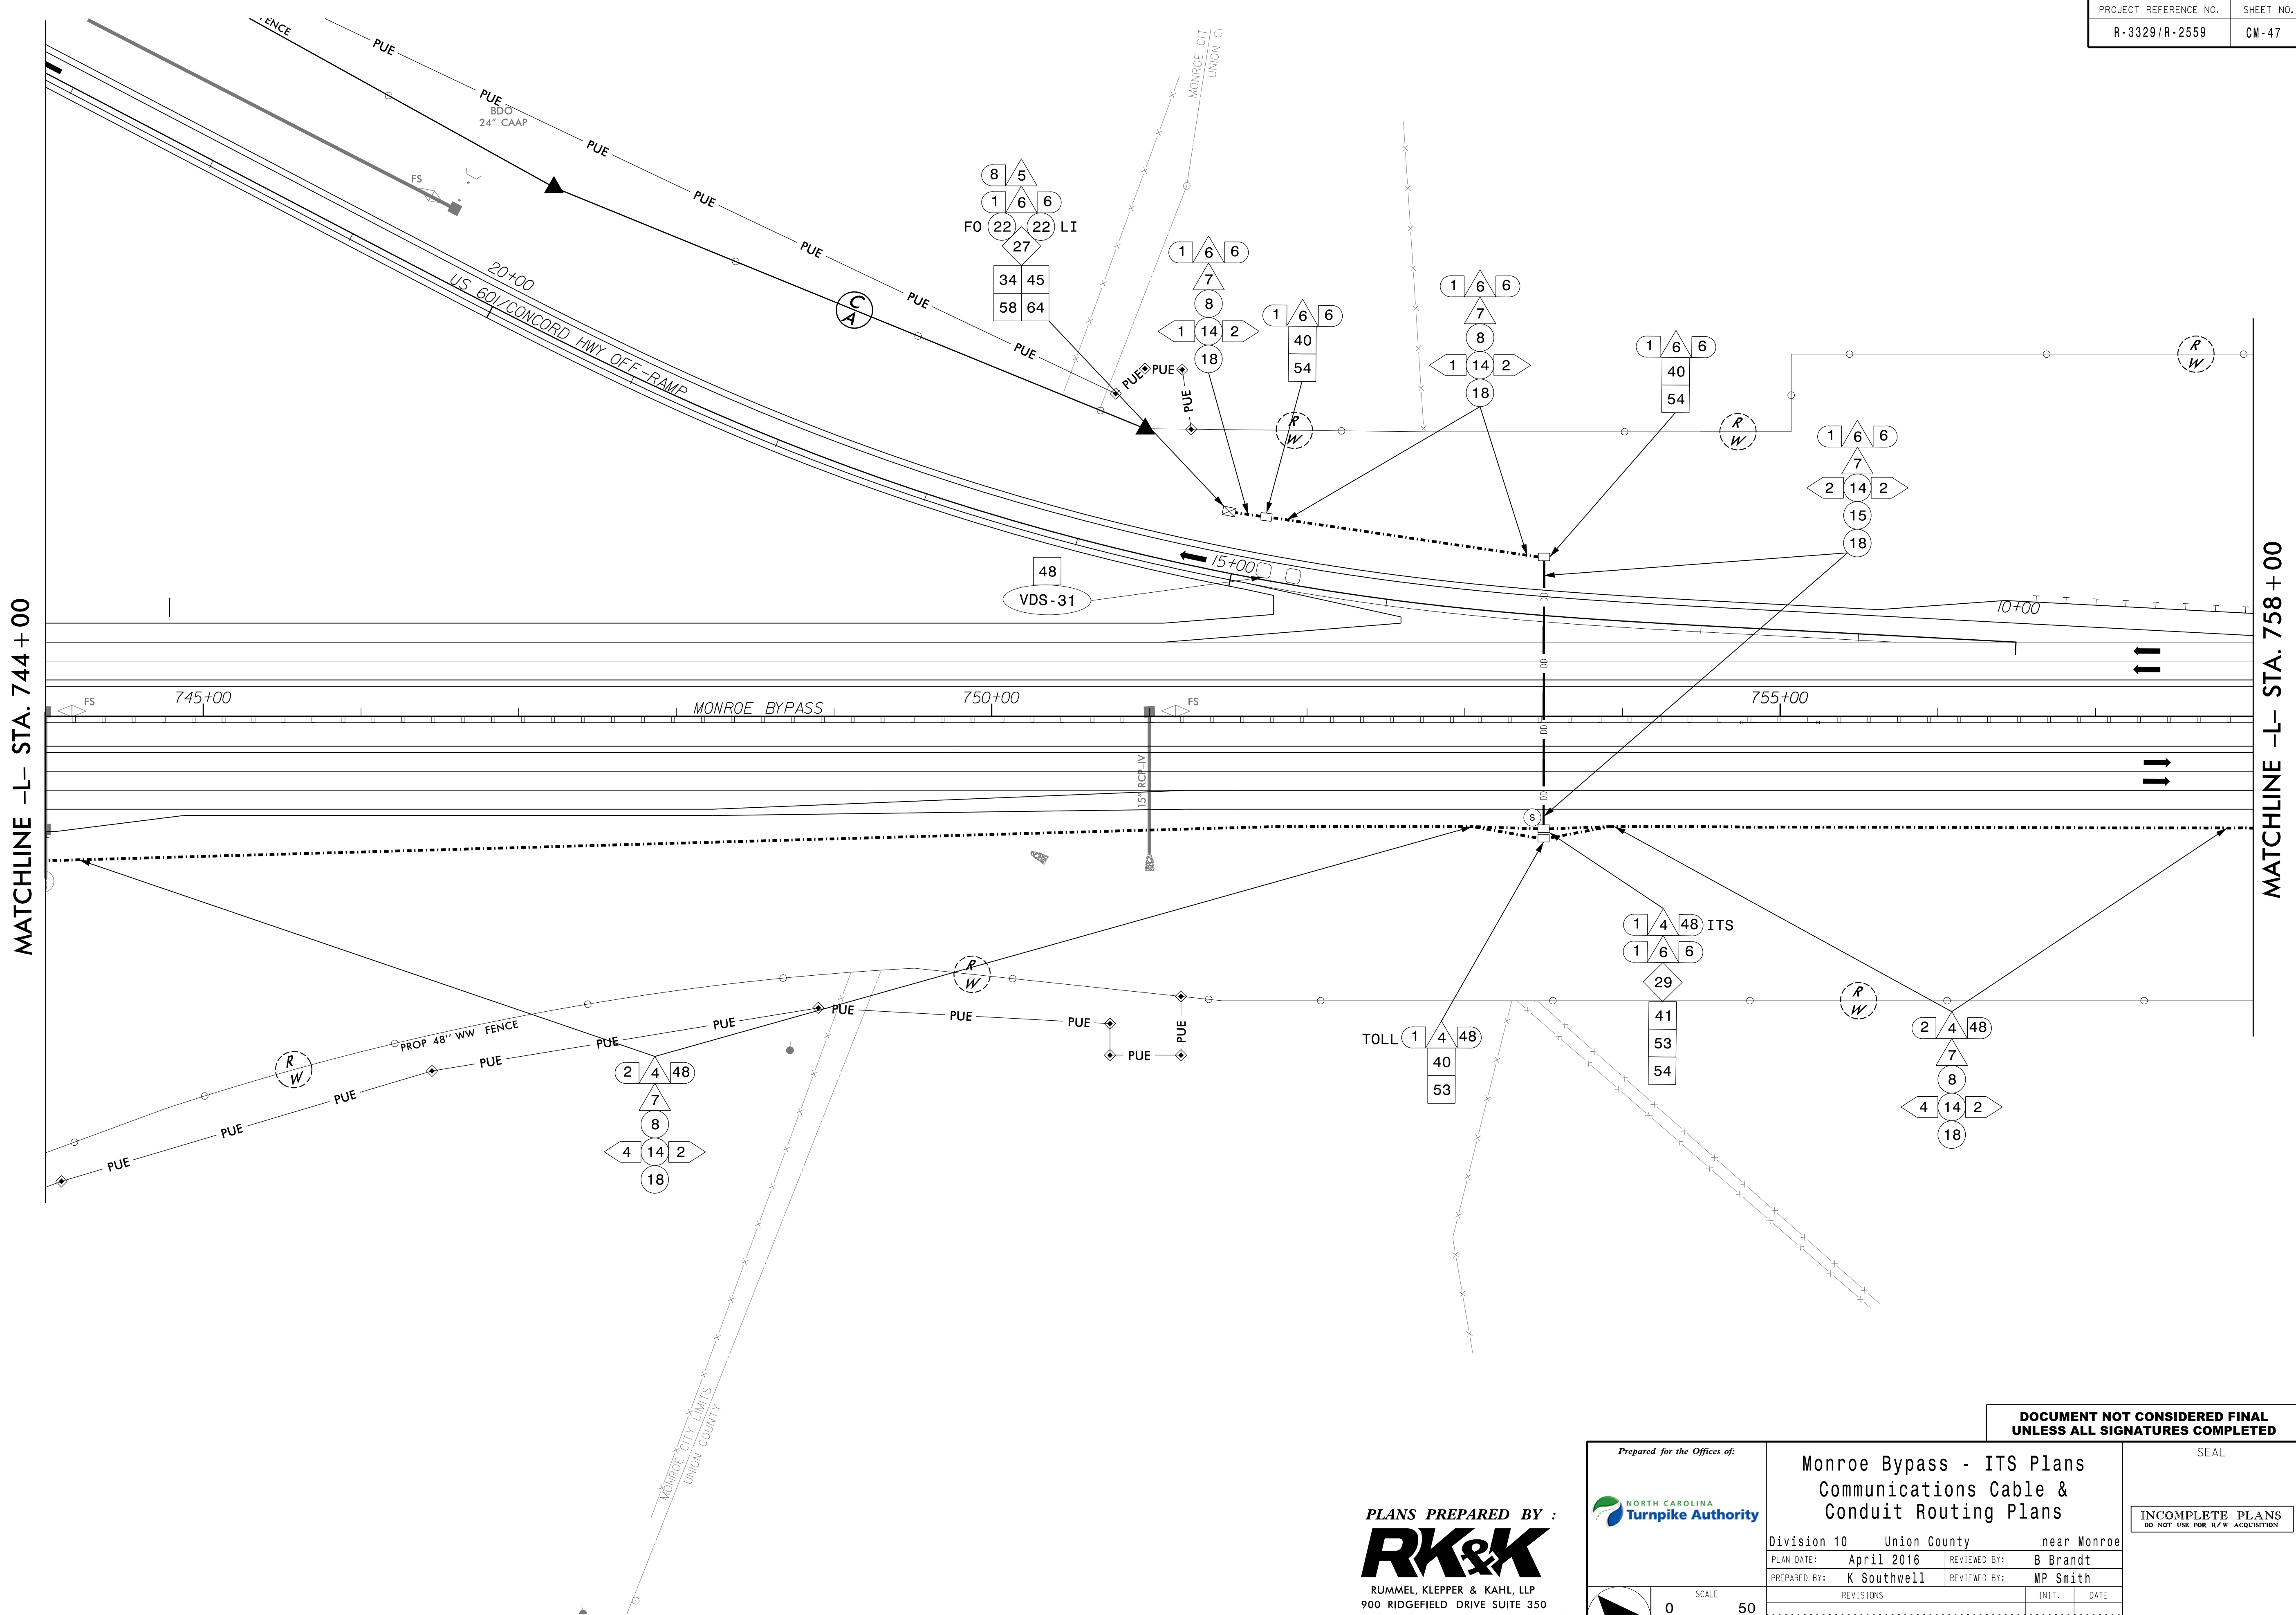 PROJECT REFERENCE NO. SHEET NO.
R-3329/R-2559 CM-47
ENCE
PUE
PUE
BDO
24" CAAP
PUE
PUE
PUE
PUE
PUE
FS
20+00
US 601/CONCORD HWY OFF-RAMP
C
A
MONROE CIT
UNION C
8 5
1 6 6
FO 22 22 LI
27
34 45
58 64
1 6 6
7
8
1 14 2
18
1 6 6
40
54
1 6 6
7
8
1 14 2
18
1 6 6
40
54
1 6 6
7
2 14 2
15
18
PUE PUE
PUE
R
W
R
W
R
W
48
VDS-31
15+00
10+00
DD
DD
DD
DD
MATCHLINE -L- STA. 744+00
MATCHLINE -L- STA. 758+00
FS
745+00
MONROE BYPASS
750+00
FS
755+00
15" RCP-IV
S
R
W
PROP 48'' WW FENCE
R
W
R
W
PUE
PUE
PUE
PUE
PUE
PUE
PUE
PUE
PUE
PUE
PUE
PUE
2 4 48
7
8
4 14 2
18
TOLL 1 4 48
40
53
1 4 48 ITS
1 6 6
29
41
53
54
2 4 48
7
8
4 14 2
18
MONROE CITY LIMITS
UNION COUNTY
DOCUMENT NOT CONSIDERED FINAL
UNLESS ALL SIGNATURES COMPLETED
PLANS PREPARED BY :
RK&K
RUMMEL, KLEPPER & KAHL, LLP
900 RIDGEFIELD DRIVE SUITE 350
Prepared for the Offices of:
NORTH CAROLINA
Turnpike Authority
Monroe Bypass - ITS Plans
Communications Cable &
Conduit Routing Plans
Division 10 Union County near Monroe
PLAN DATE: April 2016 REVIEWED BY: B Brandt
PREPARED BY: K Southwell REVIEWED BY: MP Smith
SCALE
0 50
REVISIONS INIT. DATE
SEAL
INCOMPLETE PLANS
DO NOT USE FOR R/W ACQUISITION